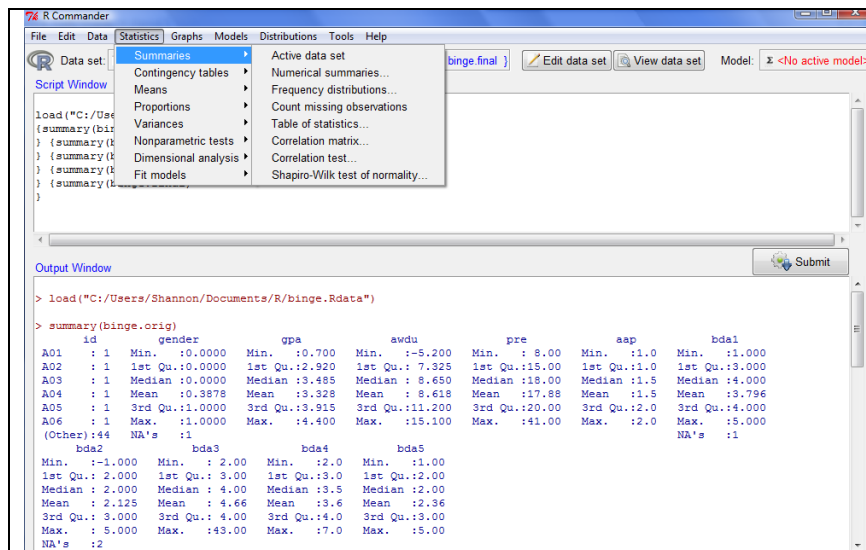 R Commander
File Edit Data Statistics Graphs Models Distributions Tools Help
Data set: binge.final } Edit data set View data set Model: Σ <No active model>
Summaries
Contingency tables
Means
Proportions
Variances
Nonparametric tests
Dimensional analysis
Fit models
Active data set
Numerical summaries...
Frequency distributions...
Count missing observations
Table of statistics...
Correlation matrix...
Correlation test...
Shapiro-Wilk test of normality...
Script Window
load("C:/Use
{summary(bin
} {summary(b
} {summary(b
} {summary(b
} {summary(b
}
Submit
Output Window
> load("C:/Users/Shannon/Documents/R/binge.Rdata")
> summary(binge.orig)
id gender gpa awdu pre aap bda1
A01 : 1 Min. :0.0000 Min. :0.700 Min. :-5.200 Min. : 8.00 Min. :1.0 Min. :1.000
A02 : 1 1st Qu.:0.0000 1st Qu.:2.920 1st Qu.: 7.325 1st Qu.:15.00 1st Qu.:1.0 1st Qu.:3.000
A03 : 1 Median :0.0000 Median :3.485 Median : 8.650 Median :18.00 Median :1.5 Median :4.000
A04 : 1 Mean :0.3878 Mean :3.328 Mean : 8.618 Mean :17.88 Mean :1.5 Mean :3.796
A05 : 1 3rd Qu.:1.0000 3rd Qu.:3.915 3rd Qu.:11.200 3rd Qu.:20.00 3rd Qu.:2.0 3rd Qu.:4.000
A06 : 1 Max. :1.0000 Max. :4.400 Max. :15.100 Max. :41.00 Max. :2.0 Max. :5.000
(Other):44 NA's :1 NA's :1
bda2 bda3 bda4 bda5
Min. :-1.000 Min. : 2.00 Min. :2.0 Min. :1.00
1st Qu.: 2.000 1st Qu.: 3.00 1st Qu.:3.0 1st Qu.:2.00
Median : 2.000 Median : 4.00 Median :3.5 Median :2.00
Mean : 2.125 Mean : 4.66 Mean :3.6 Mean :2.36
3rd Qu.: 3.000 3rd Qu.: 4.00 3rd Qu.:4.0 3rd Qu.:3.00
Max. : 5.000 Max. :43.00 Max. :7.0 Max. :5.00
NA's :2